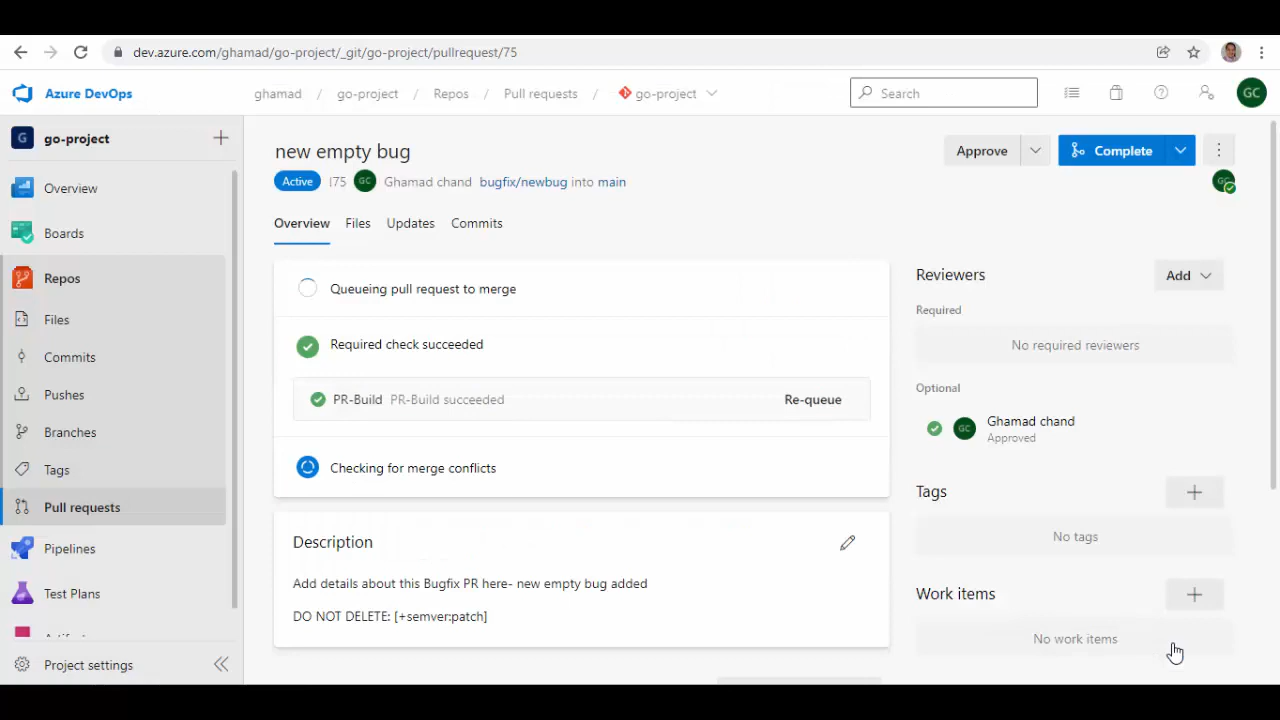 dev.azure.com/ghamad/go-project/_git/go-project/pullrequest/75
Azure DevOps
ghamad / go-project / Repos / Pull requests / go-project
Search
GC
G
go-project
Overview
Boards
Repos
Files
Commits
Pushes
Branches
Tags
Pull requests
Pipelines
Test Plans
Project settings
new empty bug
Approve
Complete
Active
!75 GC Ghamad chand bugfix/newbug into main
GC
Overview Files Updates Commits
Queueing pull request to merge
Required check succeeded
PR-Build PR-Build succeeded Re-queue
Checking for merge conflicts
Description
Add details about this Bugfix PR here- new empty bug added
DO NOT DELETE: [+semver:patch]
Reviewers
Add
Required
No required reviewers
Optional
GC
Ghamad chand
Approved
Tags
No tags
Work items
No work items